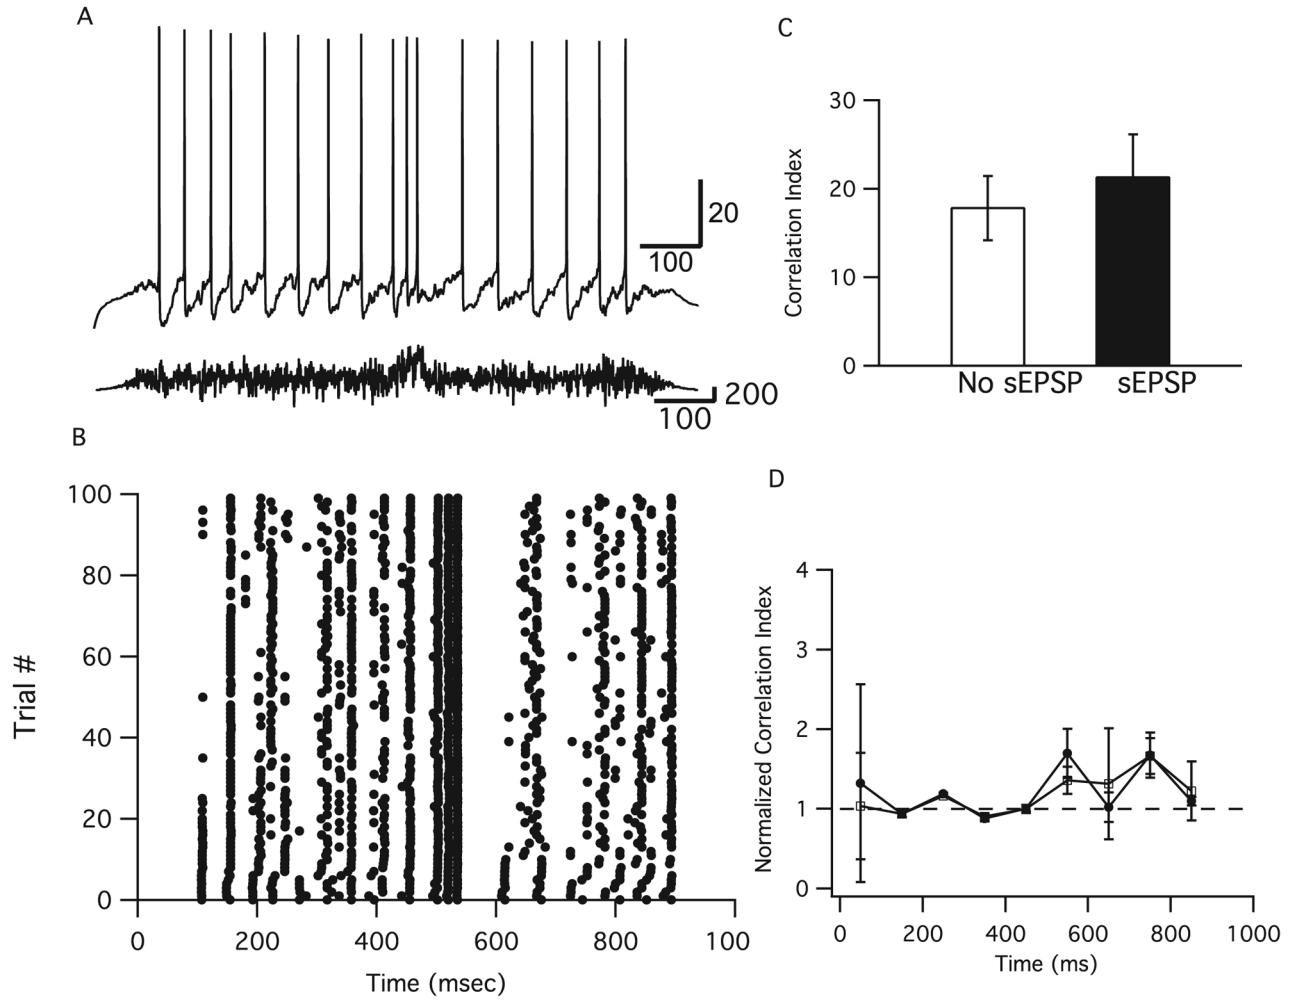 A
20
100
200
100
B
100
80
60
40
20
0
Trial #
0 200 400 600 800 100
Time (msec)
C
30
20
10
0
Correlation Index
No sEPSP sEPSP
D
4
3
2
1
0
Normalized Correlation Index
0 200 400 600 800 1000
Time (ms)